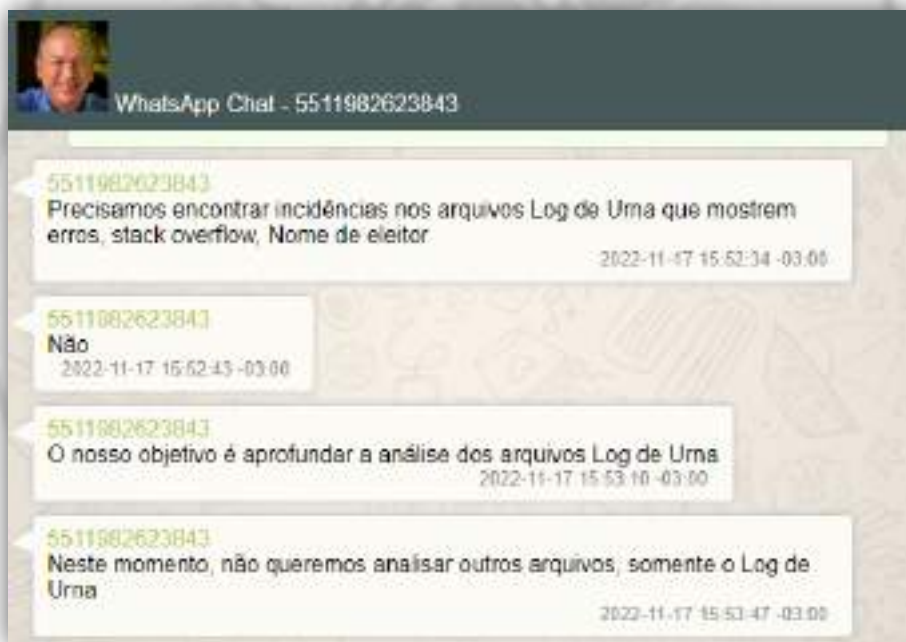 WhatsApp Chat - 5511982623843
5511982623843
Precisamos encontrar incidências nos arquivos Log de Urna que mostrem
erros, stack overflow, Nome de eleitor
2022-11-17 15:52:34 -03:00
5511982623843
Não
2022-11-17 15:52:43 -03:00
5511982623843
O nosso objetivo é aprofundar a análise dos arquivos Log de Urna
2022-11-17 15:53:10 -03:00
5511982623843
Neste momento, não queremos analisar outros arquivos, somente o Log de
Urna
2022-11-17 15:53:47 -03:00